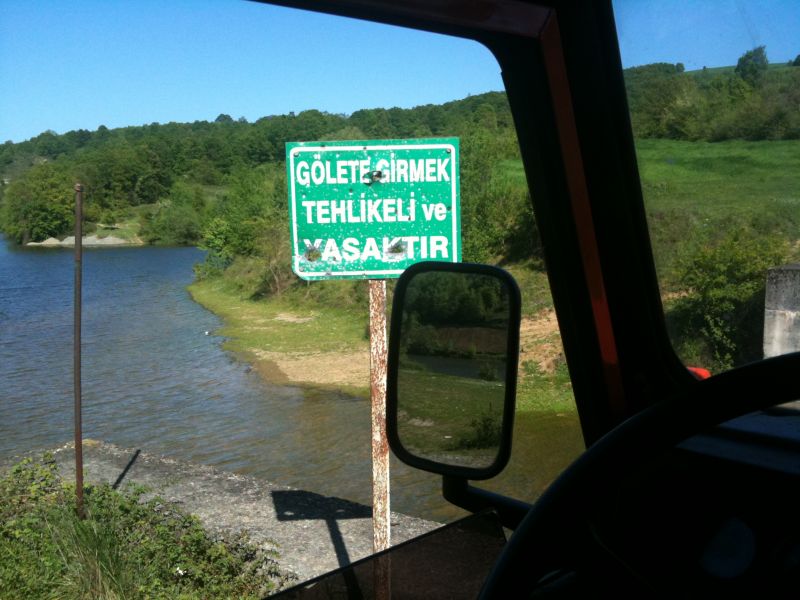 GÖLETE GİRMEK
TEHLİKELİ ve
YASAKTIR